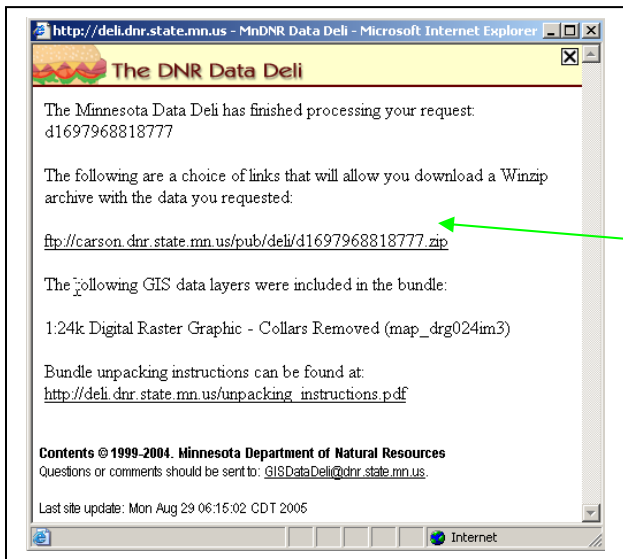 http://deli.dnr.state.mn.us - MnDNR Data Deli - Microsoft Internet Explorer
The DNR Data Deli
The Minnesota Data Deli has finished processing your request:
d1697968818777
The following are a choice of links that will allow you download a Winzip
archive with the data you requested:
ftp://carson.dnr.state.mn.us/pub/deli/d1697968818777.zip
The following GIS data layers were included in the bundle:
1:24k Digital Raster Graphic - Collars Removed (map_drg024im3)
Bundle unpacking instructions can be found at:
http://deli.dnr.state.mn.us/unpacking_instructions.pdf
Contents © 1999-2004. Minnesota Department of Natural Resources
Questions or comments should be sent to: GISDataDeli@dnr.state.mn.us.
Last site update: Mon Aug 29 06:15:02 CDT 2005
Internet